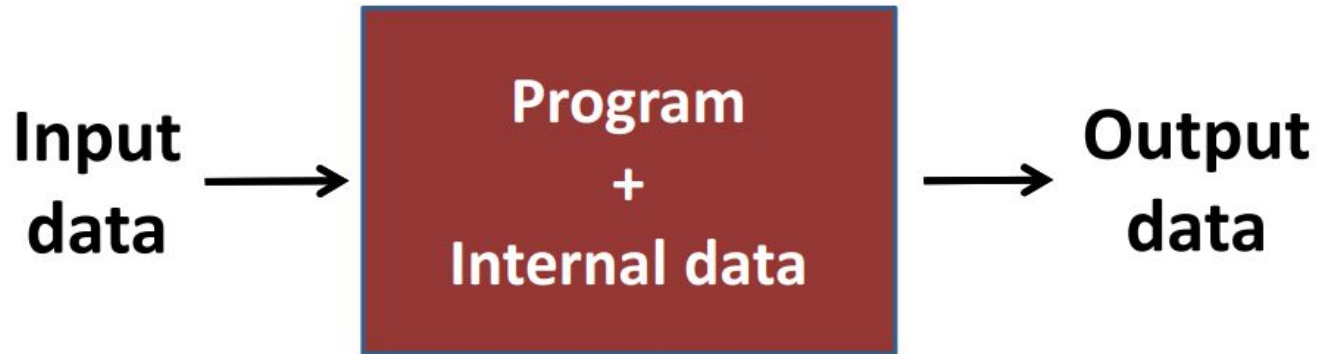 Input
data
Program
+
Internal data
Output
data